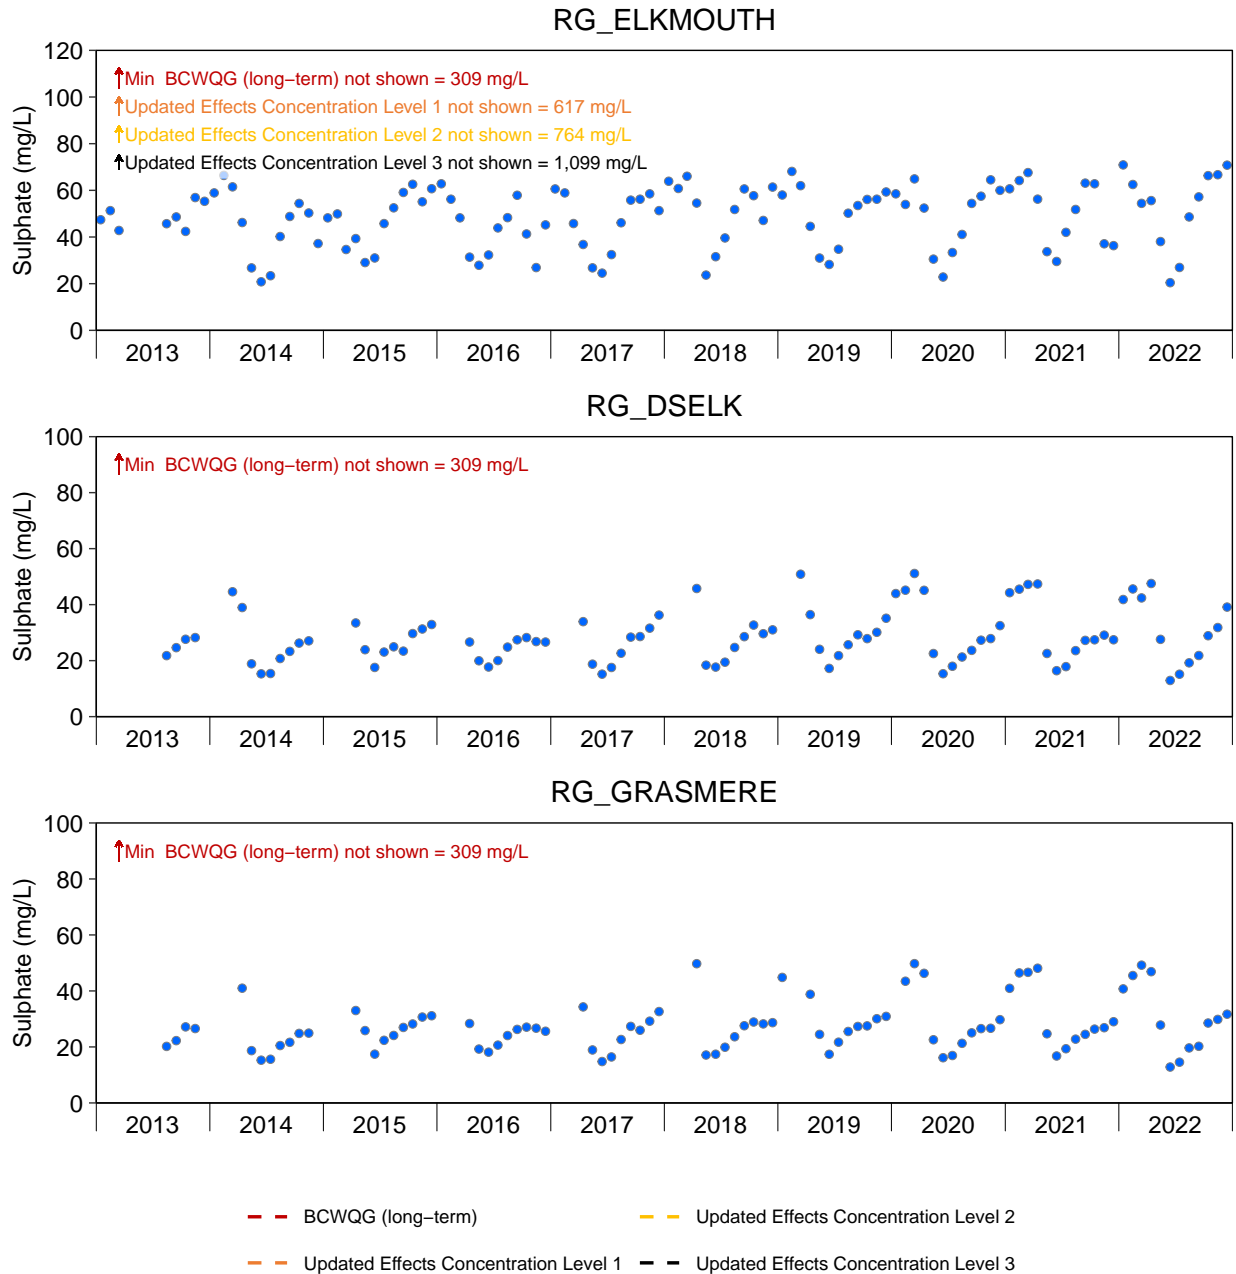 RG_ELKMOUTH
120
100
80
60
40
20
0
Sulphate (mg/L)
Min BCWQG (long−term) not shown = 309 mg/L
Updated Effects Concentration Level 1 not shown = 617 mg/L
Updated Effects Concentration Level 2 not shown = 764 mg/L
Updated Effects Concentration Level 3 not shown = 1,099 mg/L
2013 2014 2015 2016 2017 2018 2019 2020 2021 2022
RG_DSELK
100
80
60
40
20
0
Sulphate (mg/L)
Min BCWQG (long−term) not shown = 309 mg/L
2013 2014 2015 2016 2017 2018 2019 2020 2021 2022
RG_GRASMERE
100
80
60
40
20
0
Sulphate (mg/L)
Min BCWQG (long−term) not shown = 309 mg/L
2013 2014 2015 2016 2017 2018 2019 2020 2021 2022
BCWQG (long−term)
Updated Effects Concentration Level 2
Updated Effects Concentration Level 1
Updated Effects Concentration Level 3